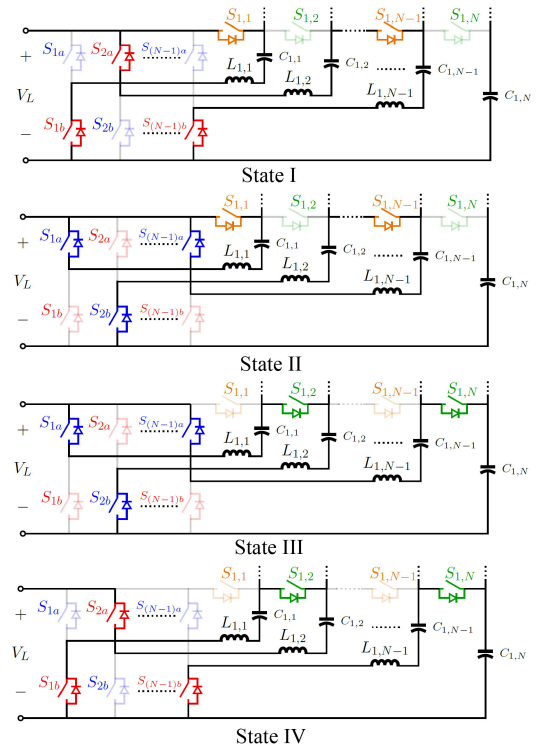 S1,1 S1,2 S1,N−1 S1,N
+ S1a S2a S(N−1)a C1,1 C1,2 C1,N−1
VL L1,1 L1,2 L1,N−1 C1,N
− S1b S2b S(N−1)b
State I
S1,1 S1,2 S1,N−1 S1,N
+ S1a S2a S(N−1)a C1,1 C1,2 C1,N−1
VL L1,1 L1,2 L1,N−1 C1,N
− S1b S2b S(N−1)b
State II
S1,1 S1,2 S1,N−1 S1,N
+ S1a S2a S(N−1)a C1,1 C1,2 C1,N−1
VL L1,1 L1,2 L1,N−1 C1,N
− S1b S2b S(N−1)b
State III
S1,1 S1,2 S1,N−1 S1,N
+ S1a S2a S(N−1)a C1,1 C1,2 C1,N−1
VL L1,1 L1,2 L1,N−1 C1,N
− S1b S2b S(N−1)b
State IV